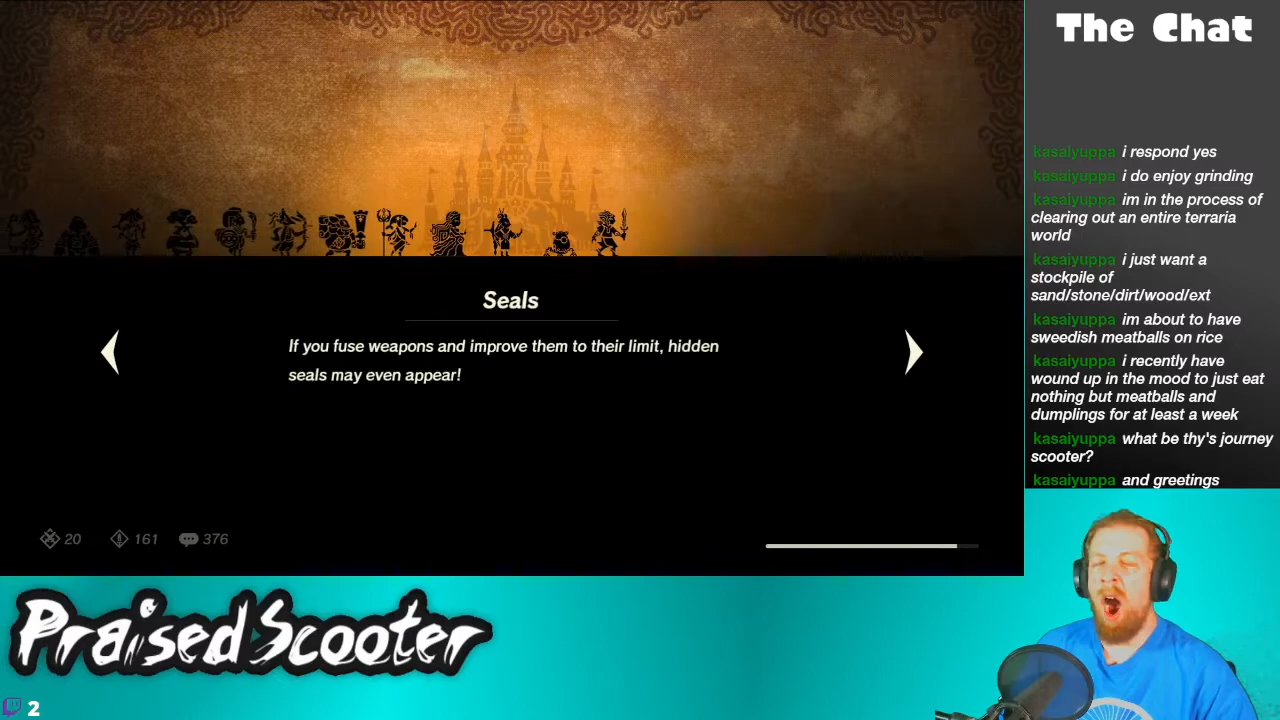 The Chat
kasaiyuppa i respond yes
kasaiyuppa i do enjoy grinding
kasaiyuppa im in the process of
clearing out an entire terraria
world
kasaiyuppa i just want a
stockpile of
sand/stone/dirt/wood/ext
kasaiyuppa im about to have
sweedish meatballs on rice
kasaiyuppa i recently have
wound up in the mood to just eat
nothing but meatballs and
dumplings for at least a week
kasaiyuppa what be thy's journey
scooter?
kasaiyuppa and greetings
Seals
If you fuse weapons and improve them to their limit, hidden
seals may even appear!
20 161 376
PraisedScooter
2